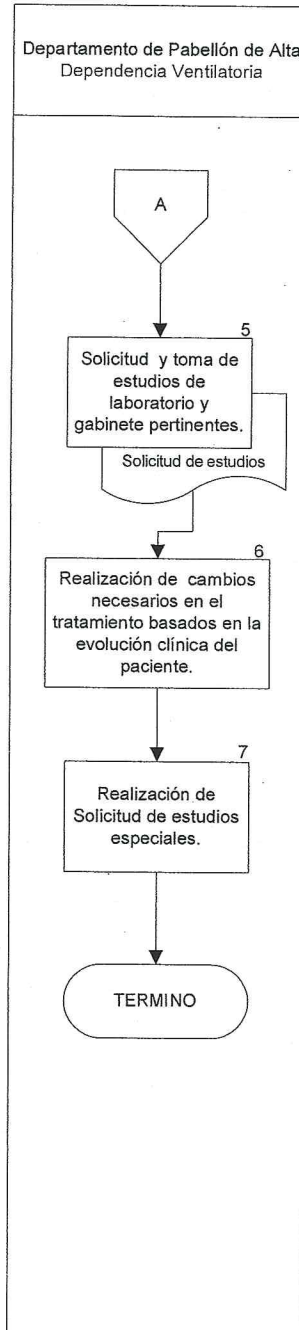 Departamento de Pabellón de Alta
Dependencia Ventilatoria
A
5
Solicitud y toma de
estudios de
laboratorio y
gabinete pertinentes.
Solicitud de estudios
6
Realización de cambios
necesarios en el
tratamiento basados en la
evolución clínica del
paciente.
7
Realización de
Solicitud de estudios
especiales.
TERMINO